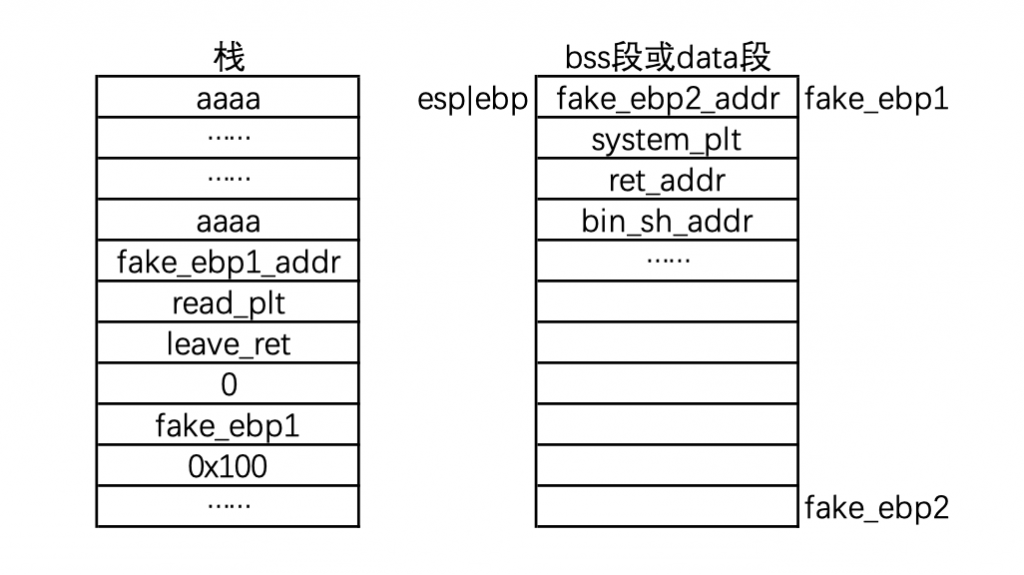 栈
aaaa
……
……
aaaa
fake_ebp1_addr
read_plt
leave_ret
0
fake_ebp1
0x100
……
bss段或data段
esp|ebp
fake_ebp2_addr
fake_ebp1
system_plt
ret_addr
bin_sh_addr
……
fake_ebp2